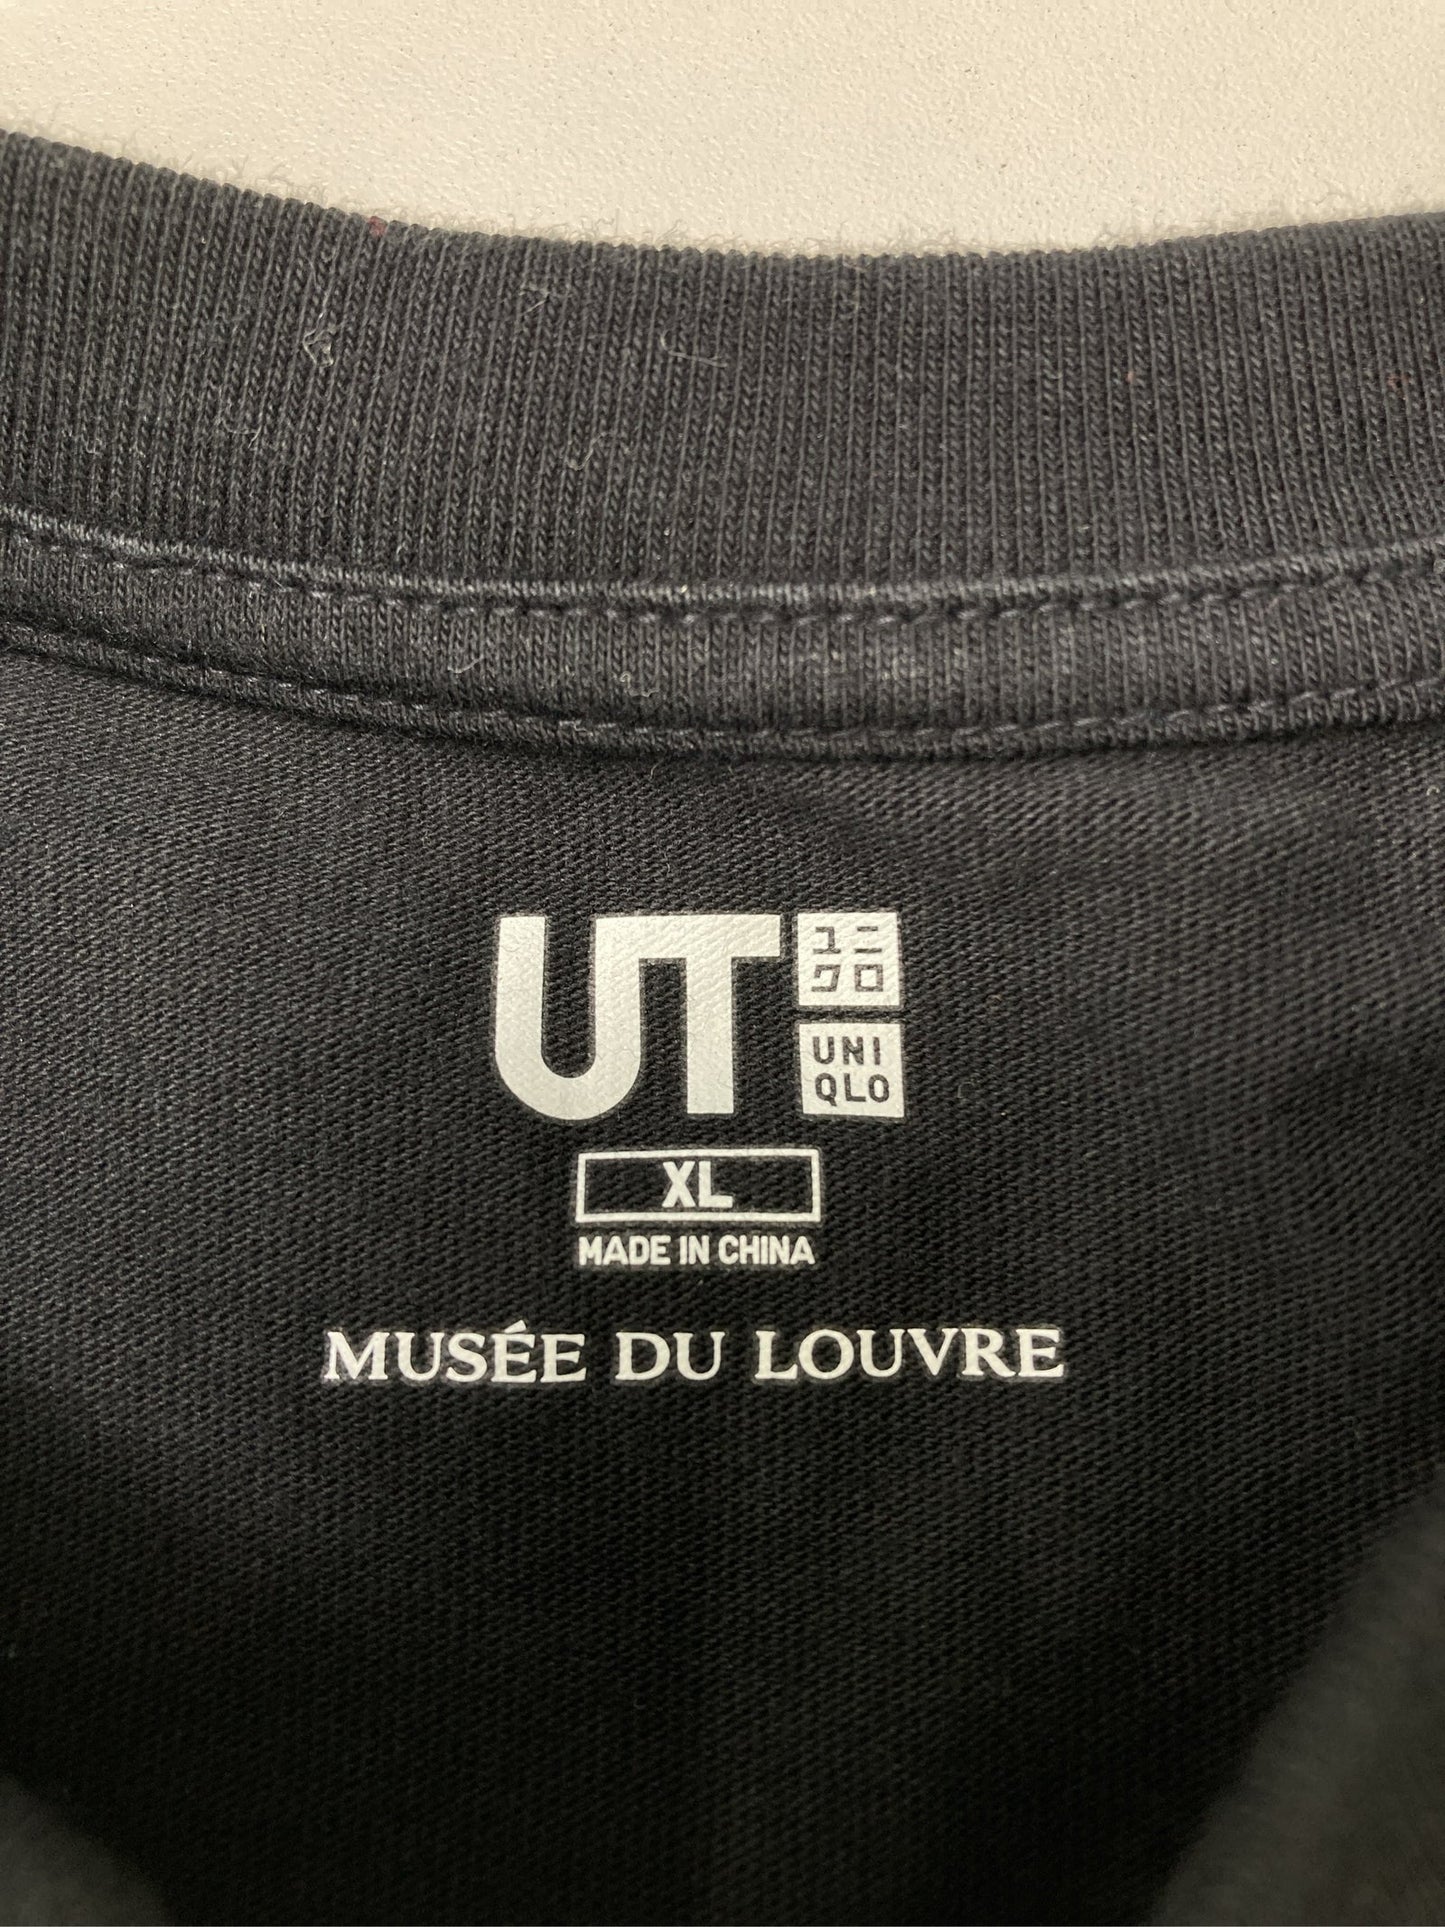 UT
ユニ
クロ
UNI
QLO
XL
MADE IN CHINA
MUSÉE DU LOUVRE